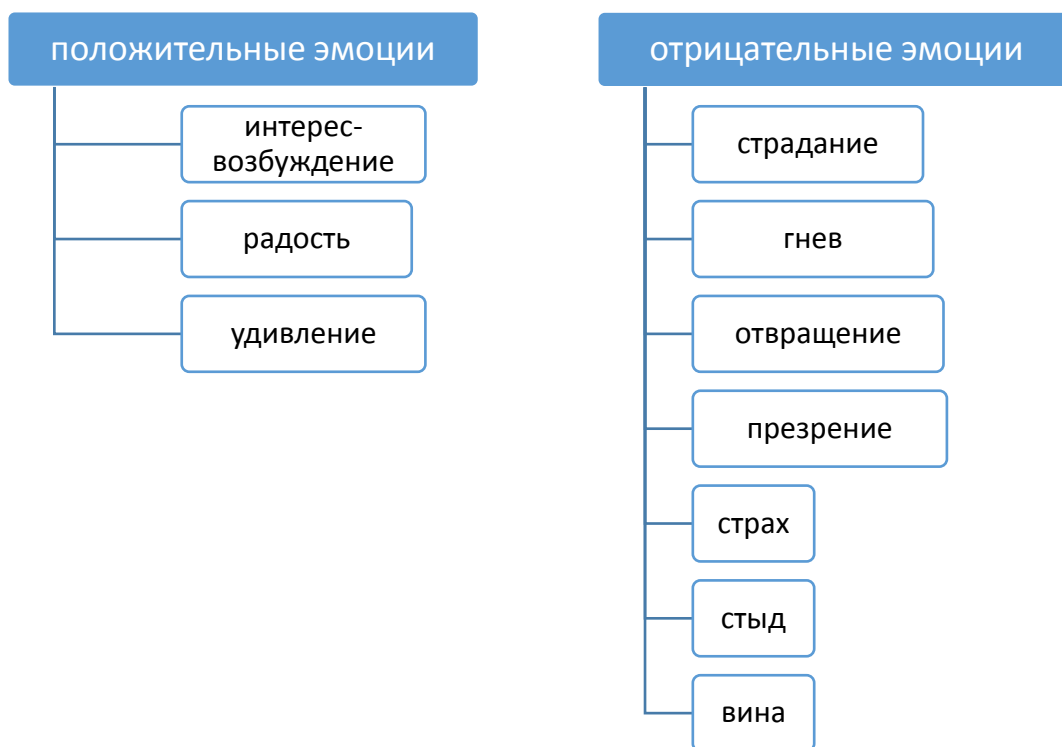 положительные эмоции
интерес-
возбуждение
радость
удивление
отрицательные эмоции
страдание
гнев
отвращение
презрение
страх
стыд
вина